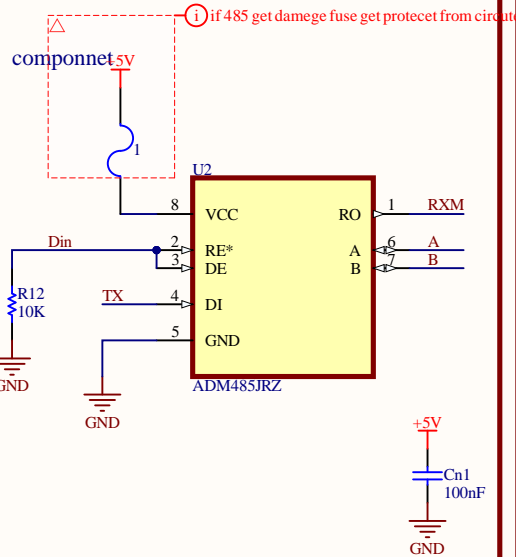 i if 485 get damege fuse get protecet from circute
componnet
+5V
1
U2
8 VCC RO 1 RXM
Din 2 RE* A 6 A
3 DE B 7 B
TX 4 DI
R12
10K
5 GND
GND
ADM485JRZ
GND
+5V
Cn1
100nF
GND